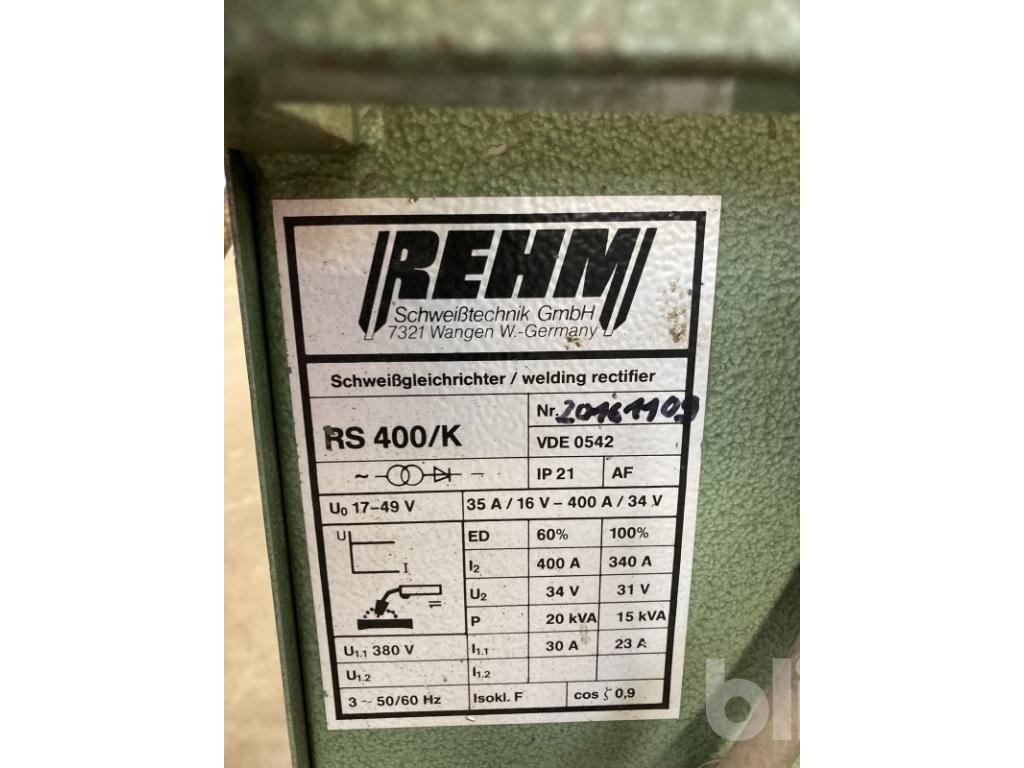 REHM
Schweißtechnik GmbH
7321 Wangen W.-Germany
Schweißgleichrichter / welding rectifier
RS 400/K
Nr. 20161109
VDE 0542
~ –
IP 21 AF
U0 17–49 V 35 A / 16 V – 400 A / 34 V
U
I
ED 60% 100%
I2 400 A 340 A
U2 34 V 31 V
P 20 kVA 15 kVA
U1.1 380 V I1.1 30 A 23 A
U1.2 I1.2
3 ~ 50/60 Hz Isokl. F cos ζ 0,9
bli